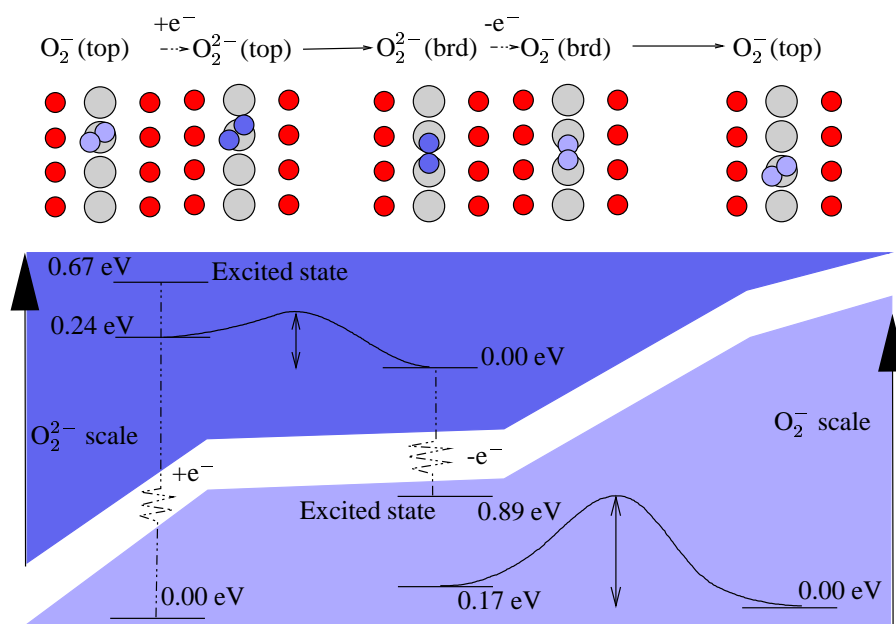 +e⁻ -e⁻
O₂⁻(top) O₂²⁻(top) O₂²⁻(brd) O₂⁻(brd) O₂⁻(top)
0.67 eV Excited state
0.24 eV
0.00 eV
O₂²⁻ scale
O₂⁻ scale
+e⁻
-e⁻
Excited state
0.89 eV
0.00 eV
0.17 eV
0.00 eV